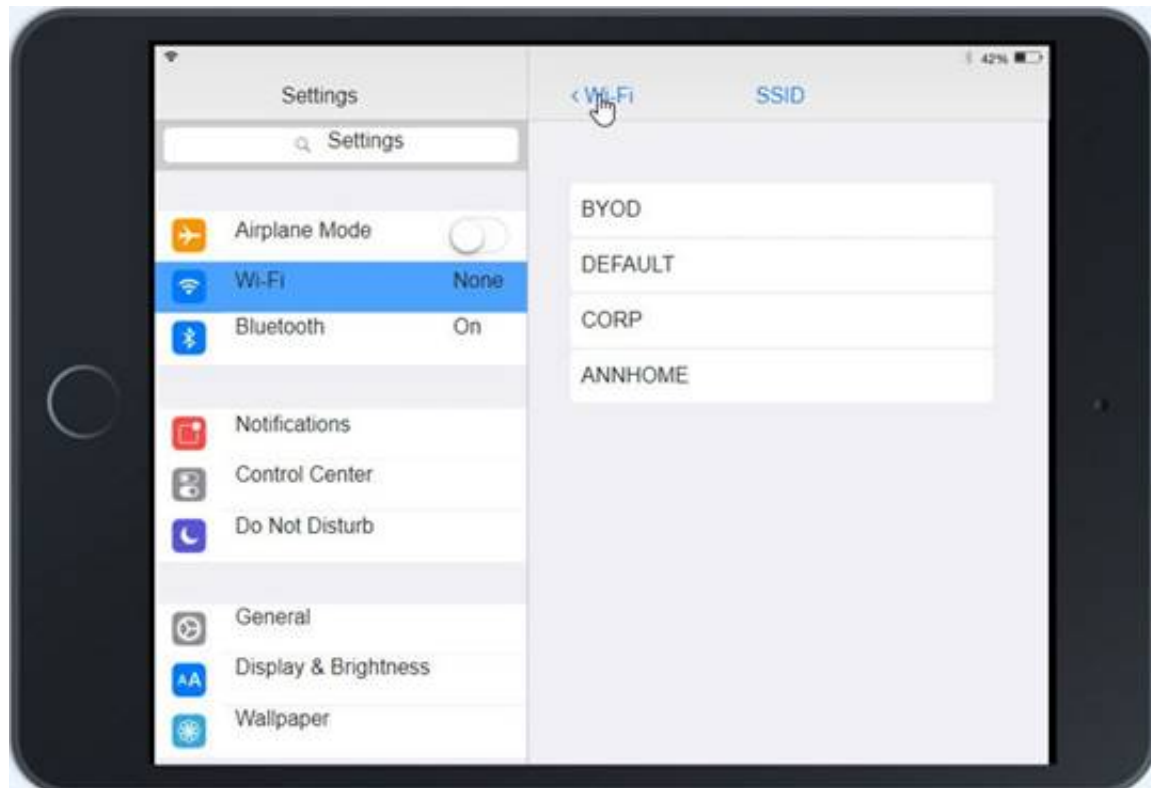 42%
Settings
< Wi-Fi SSID
Settings
Airplane Mode
Wi-Fi None
Bluetooth On
Notifications
Control Center
Do Not Disturb
General
AA Display & Brightness
Wallpaper
BYOD
DEFAULT
CORP
ANNHOME